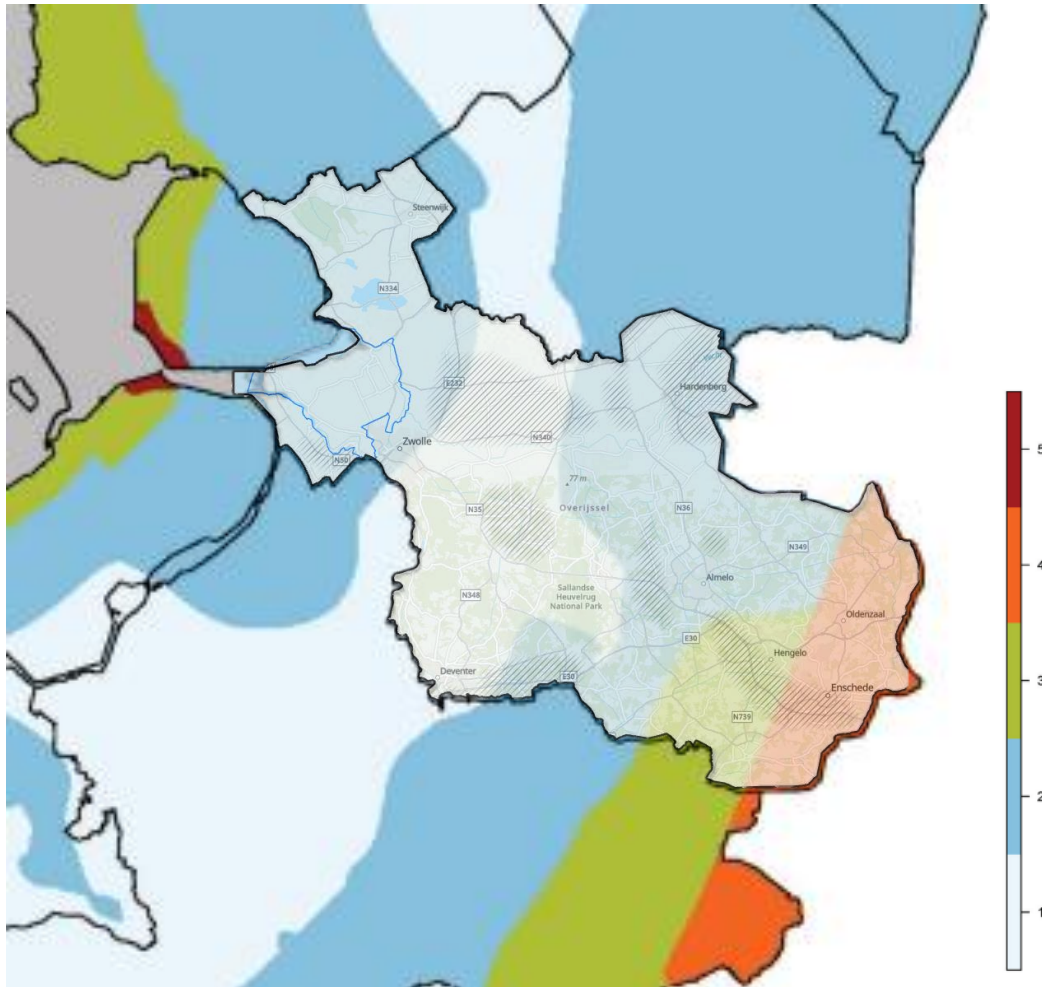 Steenwijk
N334
E232
Hardenberg
Zwolle
N340
N50
77 m
Overijssel
N35
N36
N349
Almelo
Sallandse
Heuvelrug
National Park
N348
Oldenzaal
E30
Hengelo
Deventer
E30
Enschede
N739
5
4
3
2
1